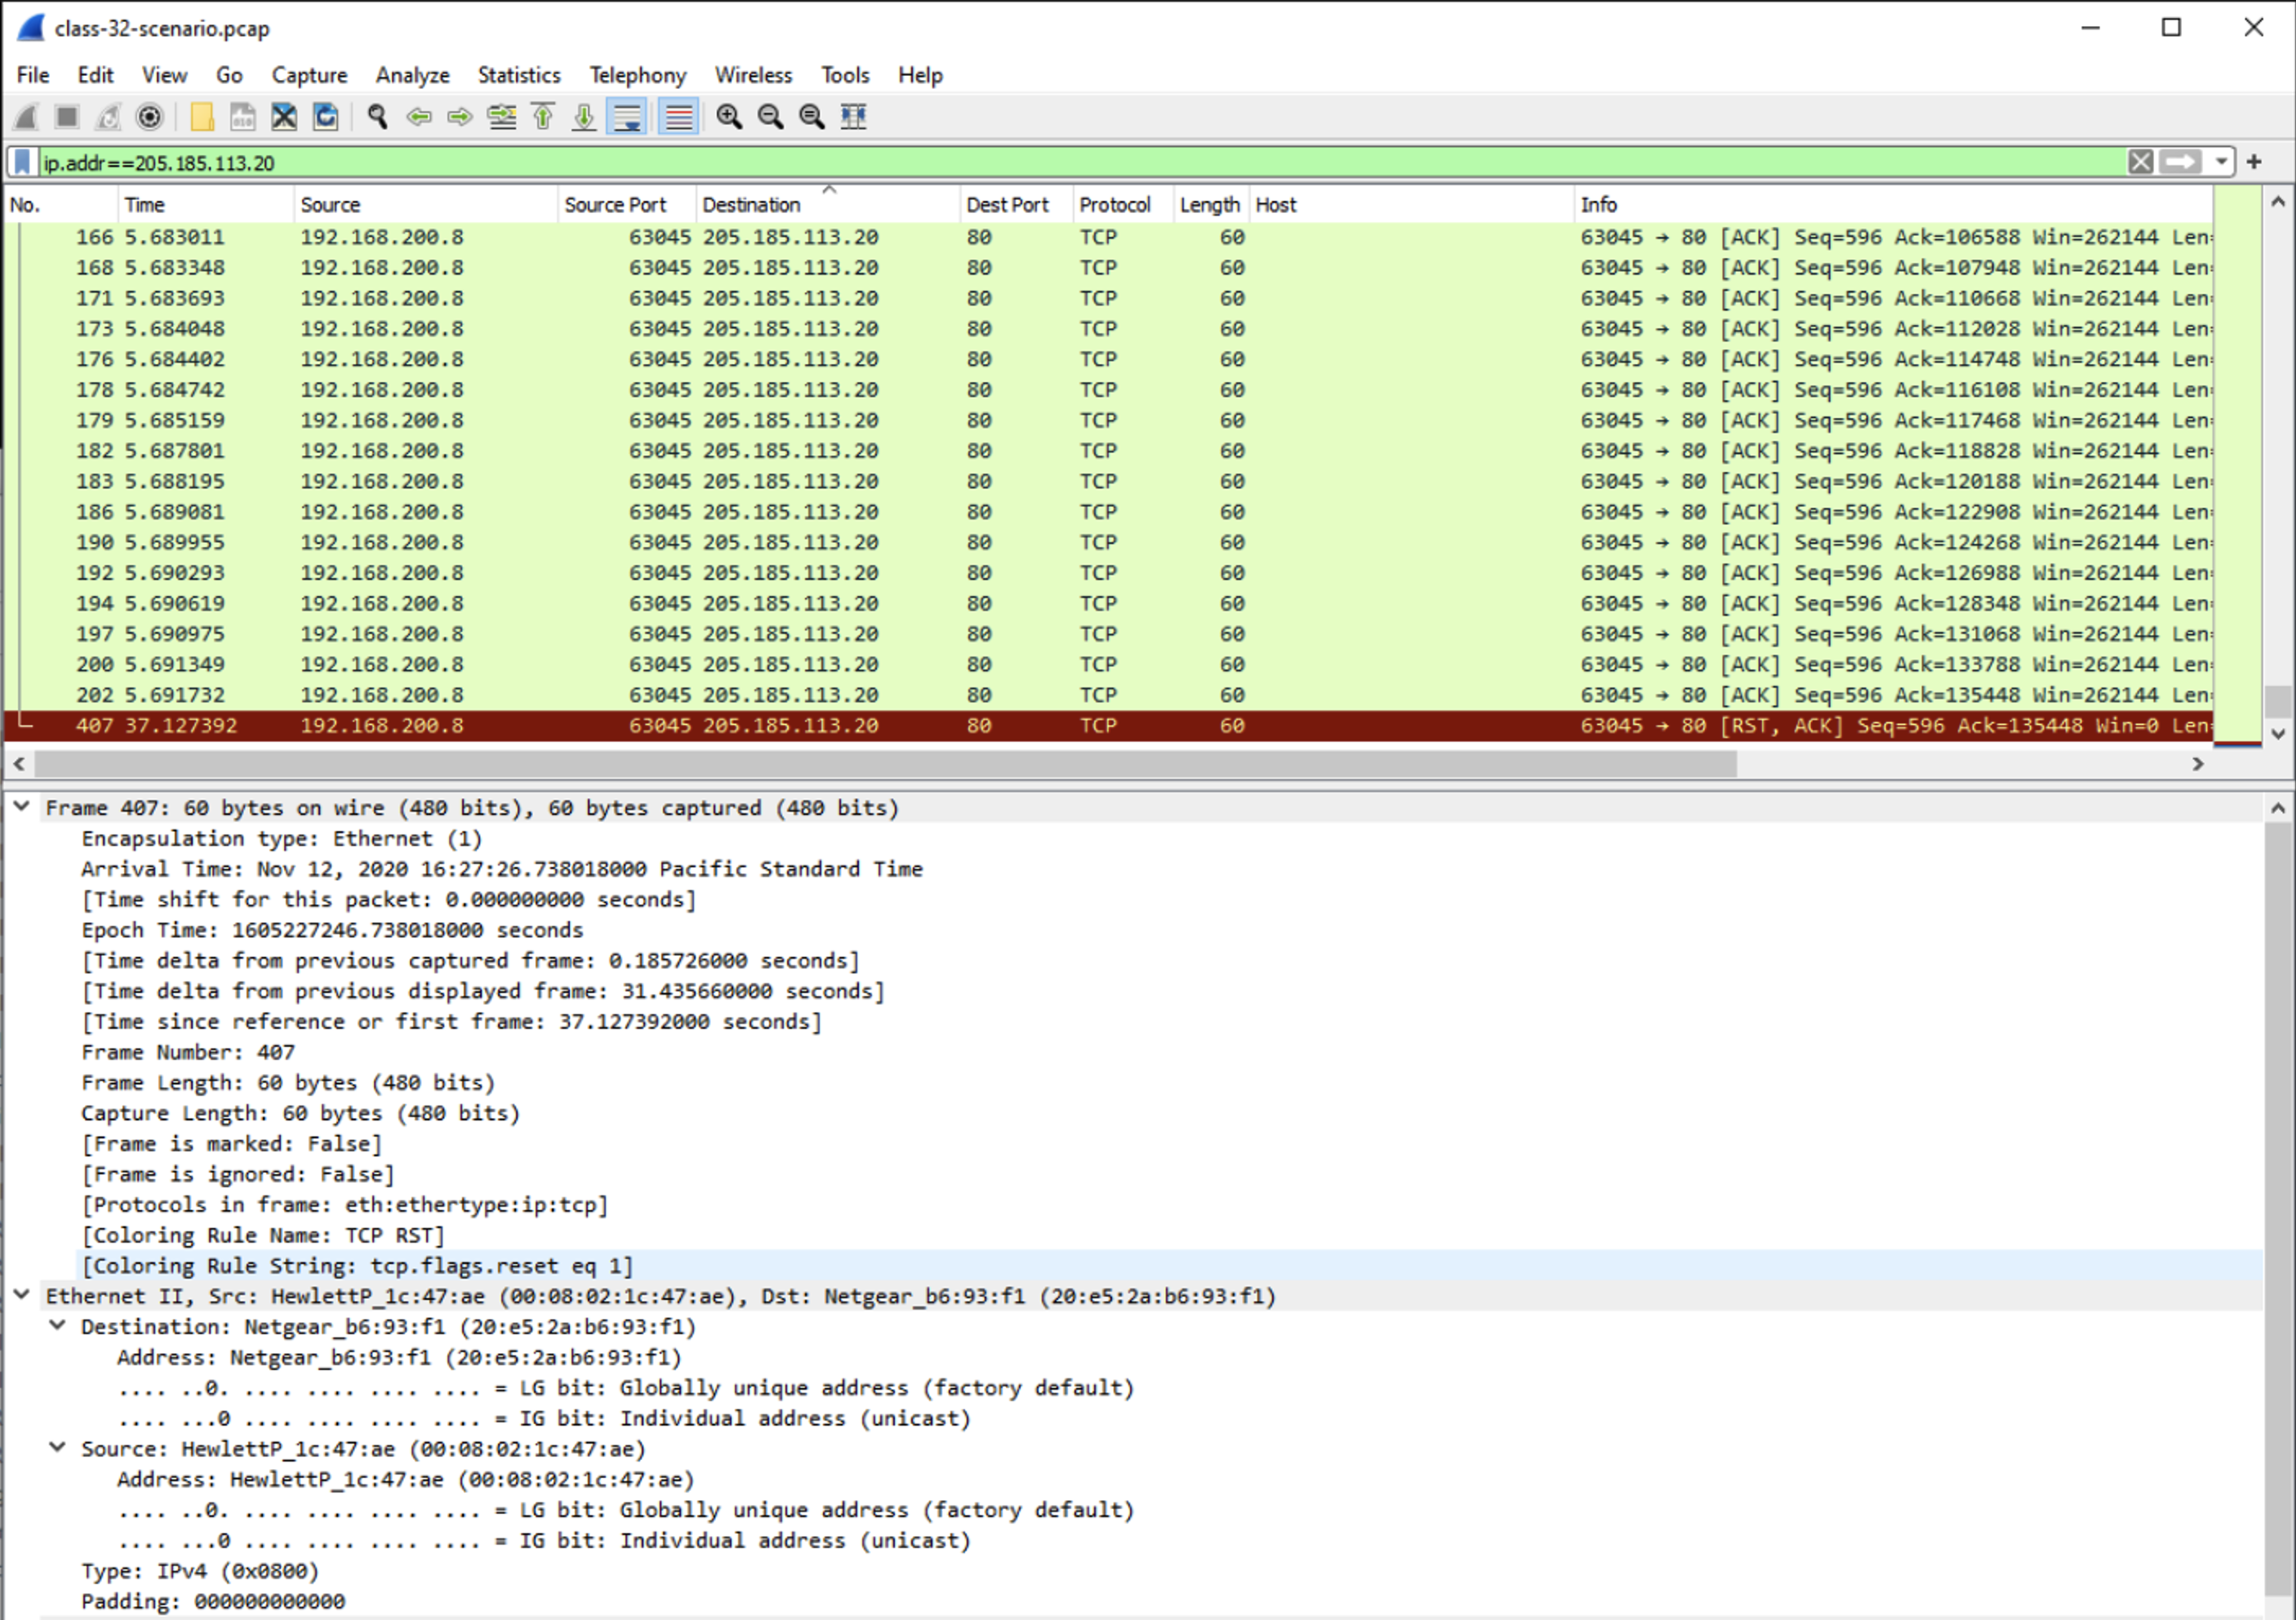 class-32-scenario.pcap
File Edit View Go Capture Analyze Statistics Telephony Wireless Tools Help
ip.addr==205.185.113.20
No. Time Source Source Port Destination Dest Port Protocol Length Host Info
166 5.683011 192.168.200.8 63045 205.185.113.20 80 TCP 60 63045 → 80 [ACK] Seq=596 Ack=106588 Win=262144 Len=
168 5.683348 192.168.200.8 63045 205.185.113.20 80 TCP 60 63045 → 80 [ACK] Seq=596 Ack=107948 Win=262144 Len=
171 5.683693 192.168.200.8 63045 205.185.113.20 80 TCP 60 63045 → 80 [ACK] Seq=596 Ack=110668 Win=262144 Len=
173 5.684048 192.168.200.8 63045 205.185.113.20 80 TCP 60 63045 → 80 [ACK] Seq=596 Ack=112028 Win=262144 Len=
176 5.684402 192.168.200.8 63045 205.185.113.20 80 TCP 60 63045 → 80 [ACK] Seq=596 Ack=114748 Win=262144 Len=
178 5.684742 192.168.200.8 63045 205.185.113.20 80 TCP 60 63045 → 80 [ACK] Seq=596 Ack=116108 Win=262144 Len=
179 5.685159 192.168.200.8 63045 205.185.113.20 80 TCP 60 63045 → 80 [ACK] Seq=596 Ack=117468 Win=262144 Len=
182 5.687801 192.168.200.8 63045 205.185.113.20 80 TCP 60 63045 → 80 [ACK] Seq=596 Ack=118828 Win=262144 Len=
183 5.688195 192.168.200.8 63045 205.185.113.20 80 TCP 60 63045 → 80 [ACK] Seq=596 Ack=120188 Win=262144 Len=
186 5.689081 192.168.200.8 63045 205.185.113.20 80 TCP 60 63045 → 80 [ACK] Seq=596 Ack=122908 Win=262144 Len=
190 5.689955 192.168.200.8 63045 205.185.113.20 80 TCP 60 63045 → 80 [ACK] Seq=596 Ack=124268 Win=262144 Len=
192 5.690293 192.168.200.8 63045 205.185.113.20 80 TCP 60 63045 → 80 [ACK] Seq=596 Ack=126988 Win=262144 Len=
194 5.690619 192.168.200.8 63045 205.185.113.20 80 TCP 60 63045 → 80 [ACK] Seq=596 Ack=128348 Win=262144 Len=
197 5.690975 192.168.200.8 63045 205.185.113.20 80 TCP 60 63045 → 80 [ACK] Seq=596 Ack=131068 Win=262144 Len=
200 5.691349 192.168.200.8 63045 205.185.113.20 80 TCP 60 63045 → 80 [ACK] Seq=596 Ack=133788 Win=262144 Len=
202 5.691732 192.168.200.8 63045 205.185.113.20 80 TCP 60 63045 → 80 [ACK] Seq=596 Ack=135448 Win=262144 Len=
407 37.127392 192.168.200.8 63045 205.185.113.20 80 TCP 60 63045 → 80 [RST, ACK] Seq=596 Ack=135448 Win=0 Len=
Frame 407: 60 bytes on wire (480 bits), 60 bytes captured (480 bits)
Encapsulation type: Ethernet (1)
Arrival Time: Nov 12, 2020 16:27:26.738018000 Pacific Standard Time
[Time shift for this packet: 0.000000000 seconds]
Epoch Time: 1605227246.738018000 seconds
[Time delta from previous captured frame: 0.185726000 seconds]
[Time delta from previous displayed frame: 31.435660000 seconds]
[Time since reference or first frame: 37.127392000 seconds]
Frame Number: 407
Frame Length: 60 bytes (480 bits)
Capture Length: 60 bytes (480 bits)
[Frame is marked: False]
[Frame is ignored: False]
[Protocols in frame: eth:ethertype:ip:tcp]
[Coloring Rule Name: TCP RST]
[Coloring Rule String: tcp.flags.reset eq 1]
Ethernet II, Src: HewlettP_1c:47:ae (00:08:02:1c:47:ae), Dst: Netgear_b6:93:f1 (20:e5:2a:b6:93:f1)
Destination: Netgear_b6:93:f1 (20:e5:2a:b6:93:f1)
Address: Netgear_b6:93:f1 (20:e5:2a:b6:93:f1)
.... ..0. .... .... .... .... = LG bit: Globally unique address (factory default)
.... ...0 .... .... .... .... = IG bit: Individual address (unicast)
Source: HewlettP_1c:47:ae (00:08:02:1c:47:ae)
Address: HewlettP_1c:47:ae (00:08:02:1c:47:ae)
.... ..0. .... .... .... .... = LG bit: Globally unique address (factory default)
.... ...0 .... .... .... .... = IG bit: Individual address (unicast)
Type: IPv4 (0x0800)
Padding: 000000000000